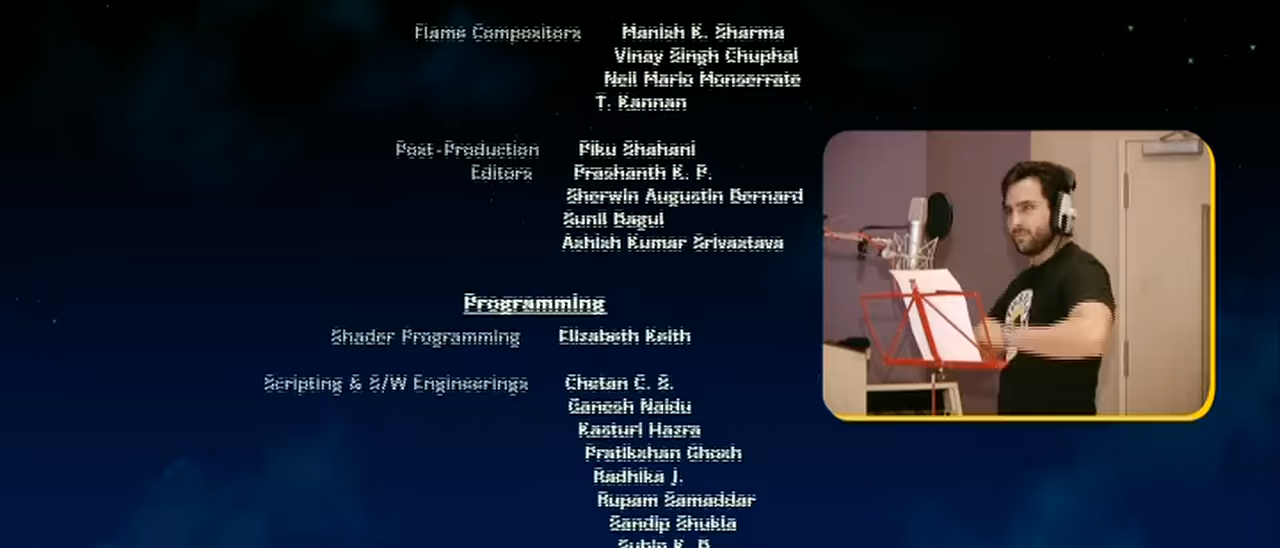 Flame Compositors Manish K. Sharma
Vinay Singh Chuphal
Neil Mario Monserrate
T. Kannan
Post-Production Piku Shahani
Editors Prashanth K. P.
Sherwin Augustin Bernard
Sunil Bagul
Ashish Kumar Srivastava
Programming
Shader Programming Elisabeth Keith
Scripting & S/W Engineerings Chetan C. S.
Ganesh Naidu
Kasturi Hazra
Pratikshan Ghosh
Radhika J.
Rupam Samaddar
Sandip Shukla